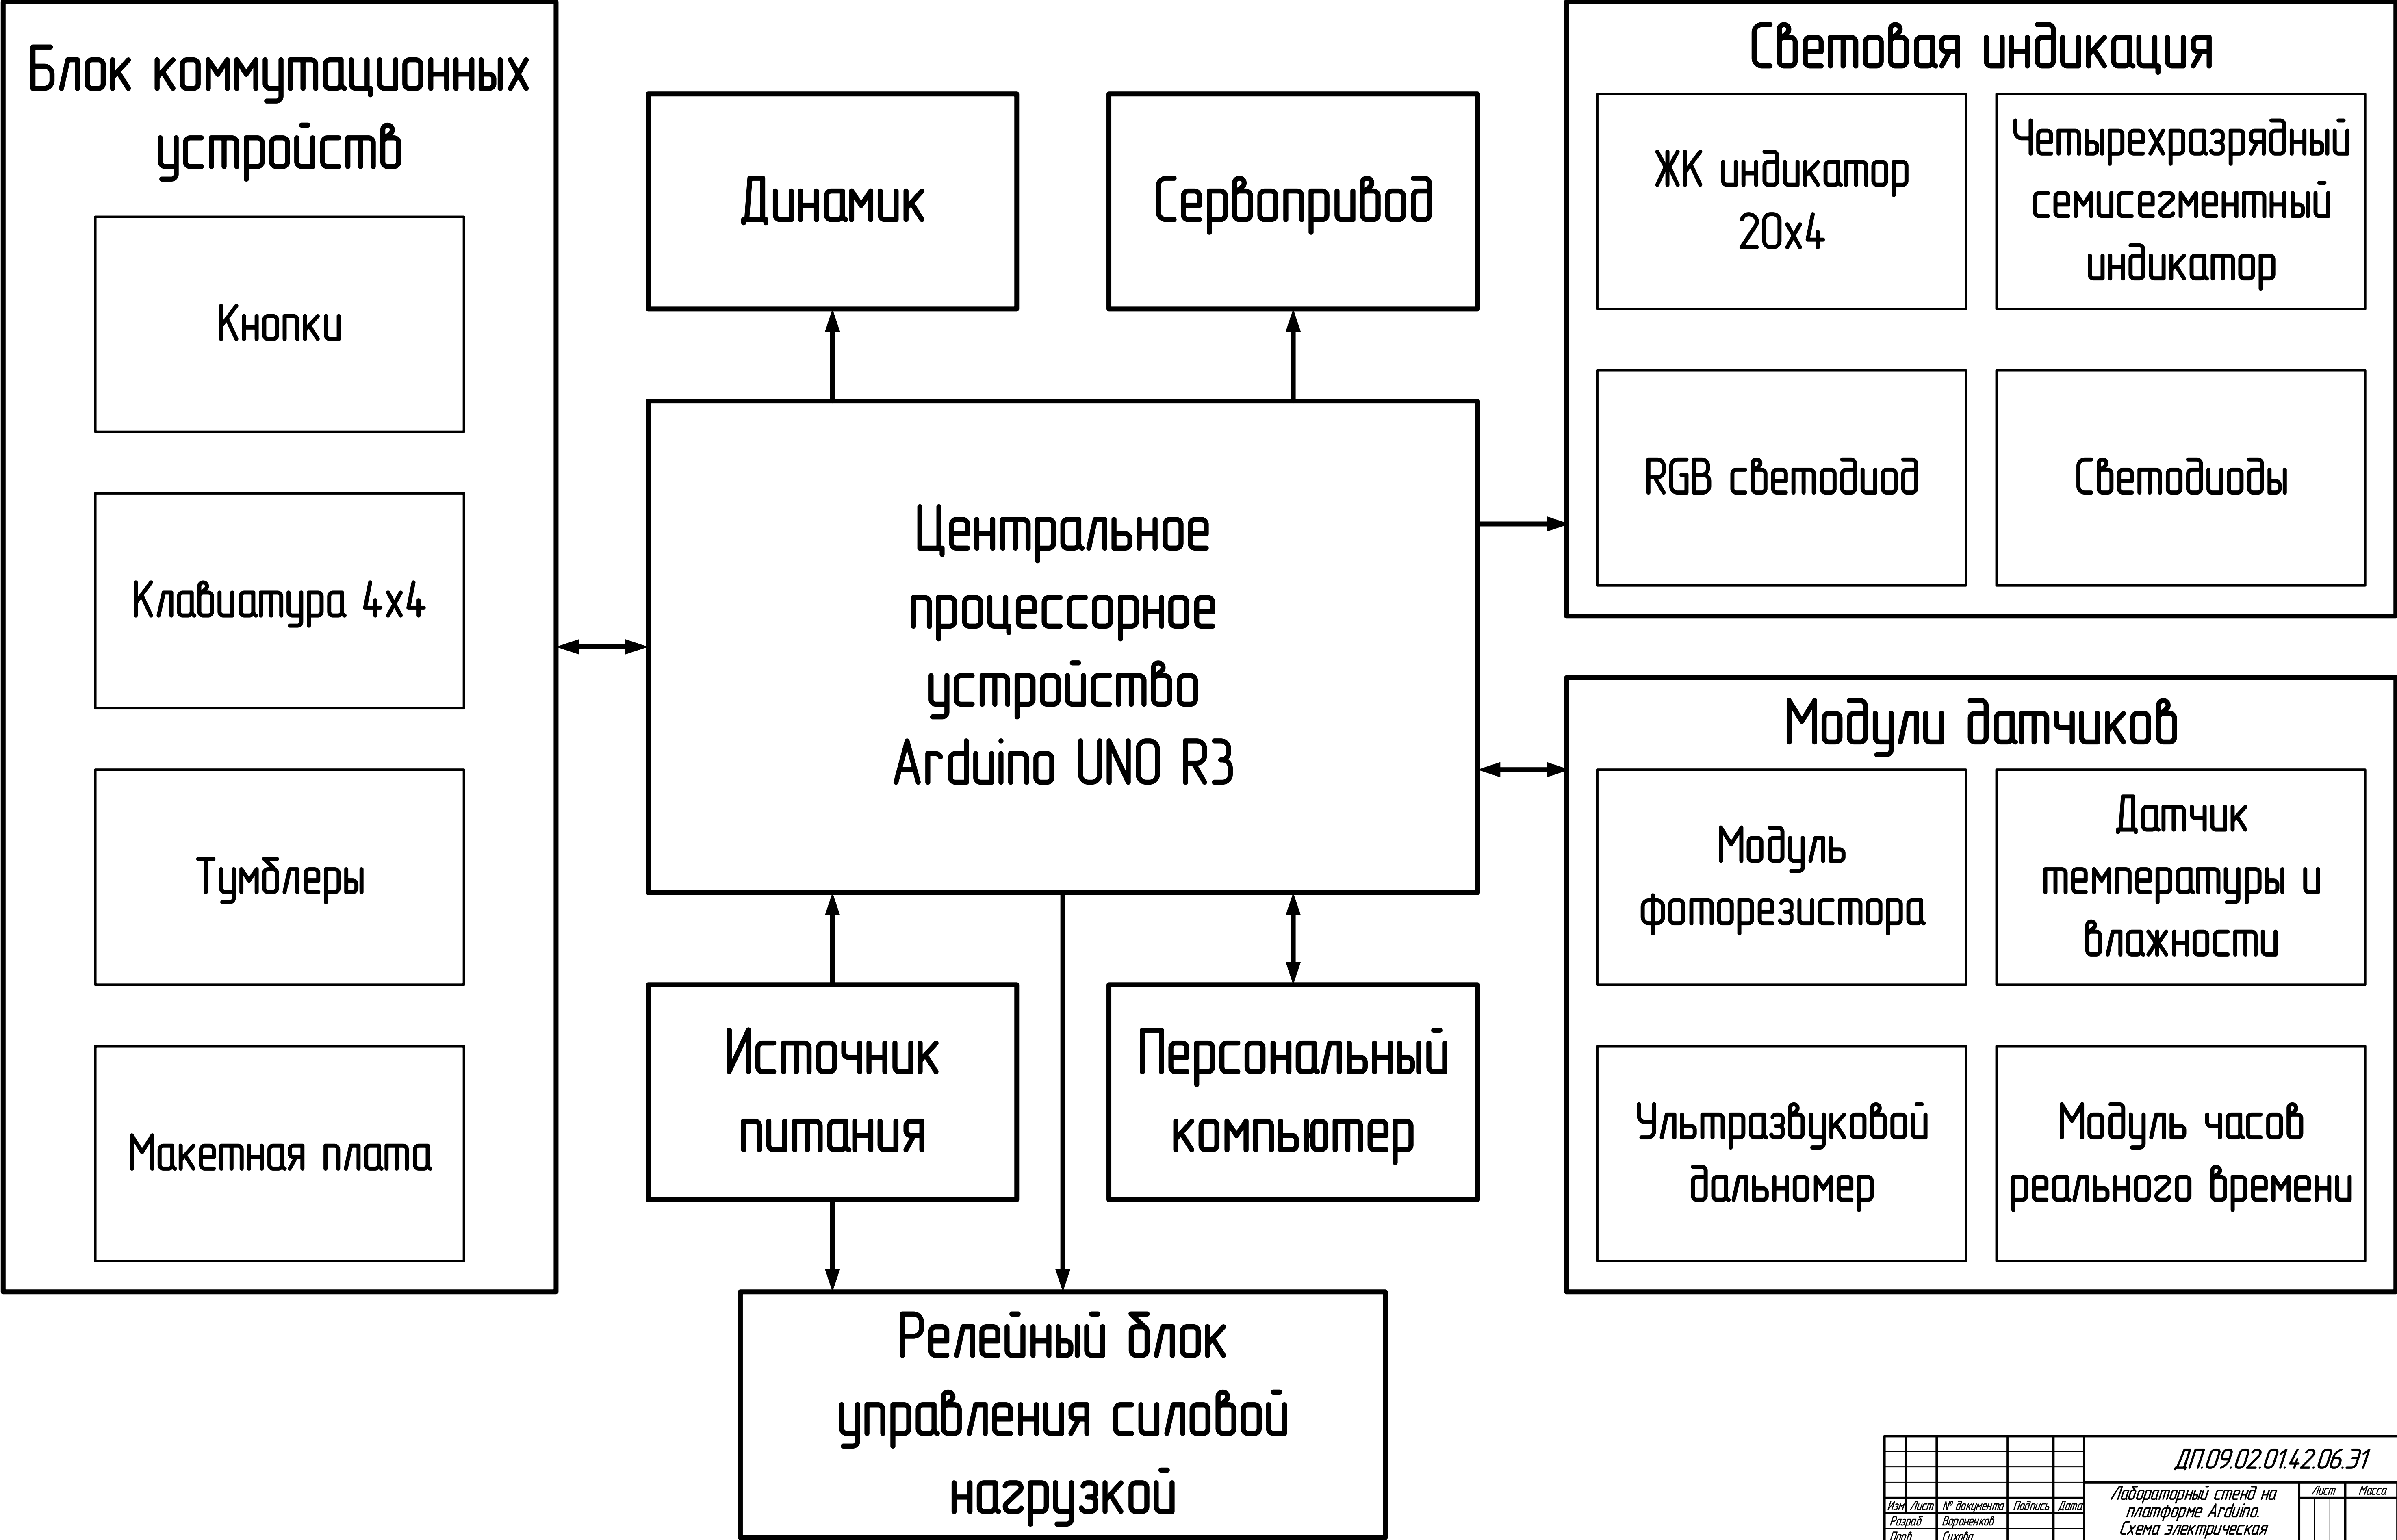 Блок коммутационных
устройств
Кнопки
Клавиатура 4x4
Тумблеры
Макетная плата
Динамик
Сервопривод
Центральное
процессорное
устройство
Arduino UNO R3
Источник
питания
Персональный
компьютер
Релейный блок
управления силовой
нагрузкой
Световая индикация
ЖК индикатор
20x4
Четырехразрядный
семисегментный
индикатор
RGB светодиод
Светодиоды
Модули датчиков
Модуль
фоторезистора
Датчик
температуры и
влажности
Ультразвуковой
дальномер
Модуль часов
реального времени
ДП.09.02.01.42.06.31
Изм Лист № документа Подпись Дата
Разраб Вороненков
Лабораторный стенд на
платформе Arduino.
Схема электрическая
Лист Масса